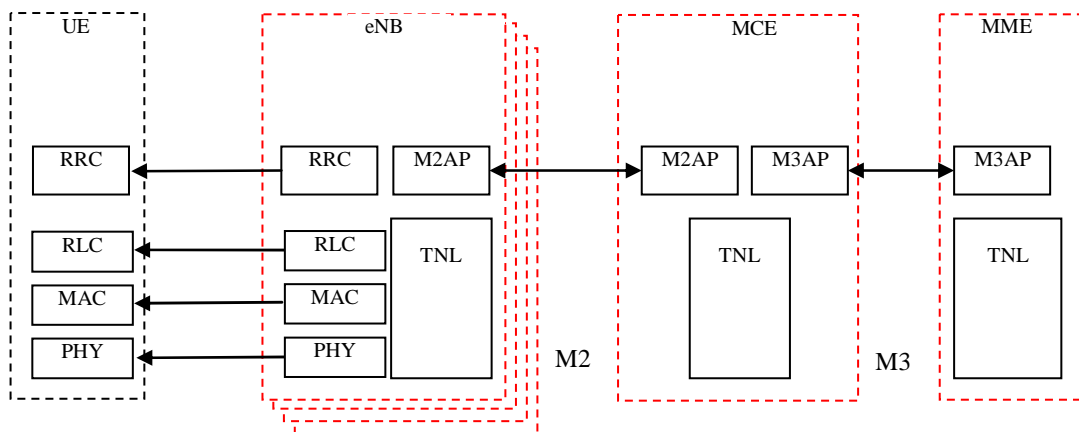 UE
eNB
MCE
MME
RRC
RRC
M2AP
M2AP
M3AP
M3AP
RLC
RLC
TNL
TNL
TNL
MAC
MAC
PHY
PHY
M2
M3